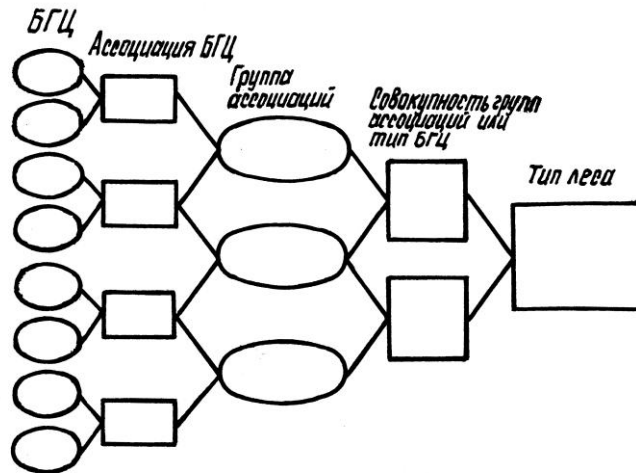 БГЦ
Ассоциация БГЦ
Группа
ассоциаций
Совокупность групп
ассоциаций или
тип БГЦ
Тип леса